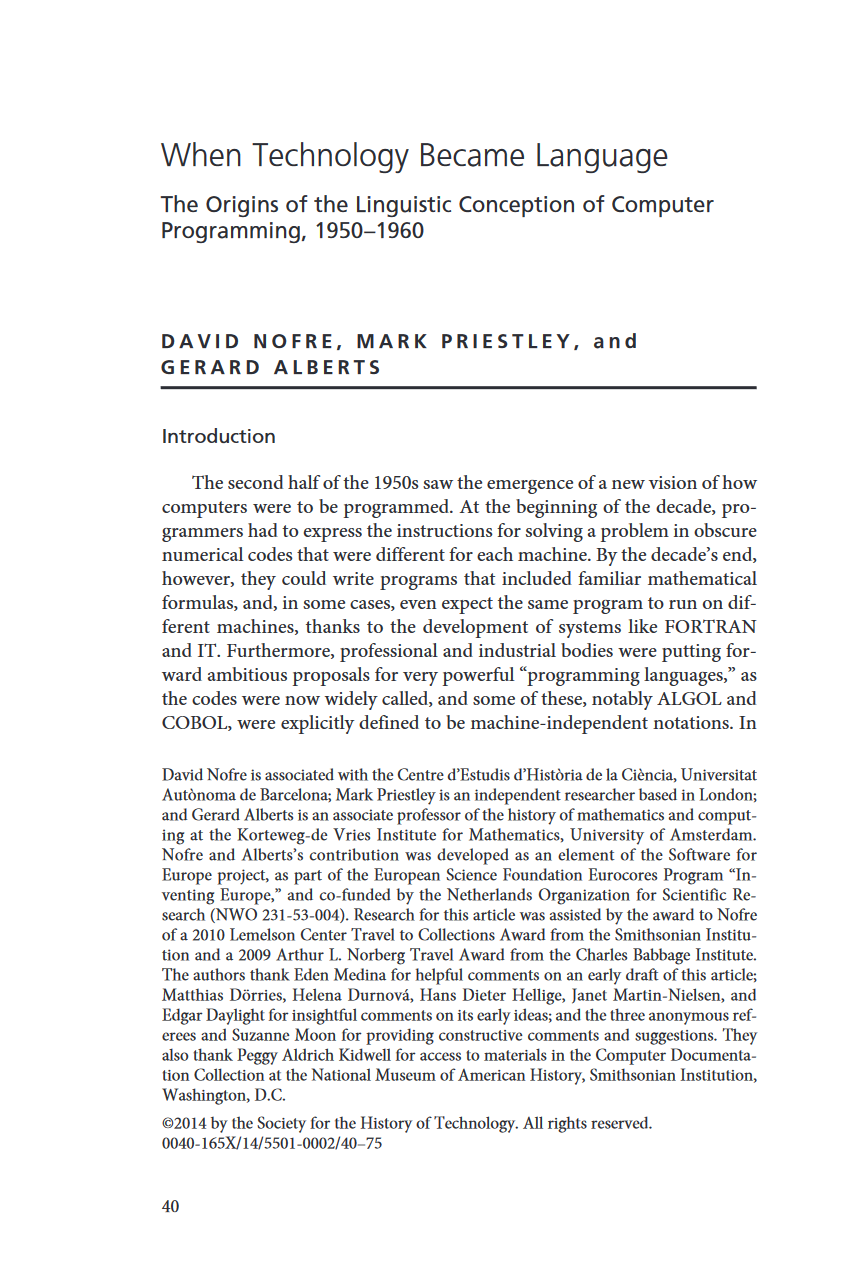 When Technology Became Language
The Origins of the Linguistic Conception of Computer
Programming, 1950–1960
DAVID NOFRE, MARK PRIESTLEY, and
GERARD ALBERTS
Introduction
The second half of the 1950s saw the emergence of a new vision of how
computers were to be programmed. At the beginning of the decade, pro-
grammers had to express the instructions for solving a problem in obscure
numerical codes that were different for each machine. By the decade’s end,
however, they could write programs that included familiar mathematical
formulas, and, in some cases, even expect the same program to run on dif-
ferent machines, thanks to the development of systems like FORTRAN
and IT. Furthermore, professional and industrial bodies were putting for-
ward ambitious proposals for very powerful “programming languages,” as
the codes were now widely called, and some of these, notably ALGOL and
COBOL, were explicitly defined to be machine-independent notations. In
David Nofre is associated with the Centre d’Estudis d’Història de la Ciència, Universitat
Autònoma de Barcelona; Mark Priestley is an independent researcher based in London;
and Gerard Alberts is an associate professor of the history of mathematics and comput-
ing at the Korteweg-de Vries Institute for Mathematics, University of Amsterdam.
Nofre and Alberts’s contribution was developed as an element of the Software for
Europe project, as part of the European Science Foundation Eurocores Program “In-
venting Europe,” and co-funded by the Netherlands Organization for Scientific Re-
search (NWO 231-53-004). Research for this article was assisted by the award to Nofre
of a 2010 Lemelson Center Travel to Collections Award from the Smithsonian Institu-
tion and a 2009 Arthur L. Norberg Travel Award from the Charles Babbage Institute.
The authors thank Eden Medina for helpful comments on an early draft of this article;
Matthias Dörries, Helena Durnová, Hans Dieter Hellige, Janet Martin-Nielsen, and
Edgar Daylight for insightful comments on its early ideas; and the three anonymous ref-
erees and Suzanne Moon for providing constructive comments and suggestions. They
also thank Peggy Aldrich Kidwell for access to materials in the Computer Documenta-
tion Collection at the National Museum of American History, Smithsonian Institution,
Washington, D.C.
©2014 by the Society for the History of Technology. All rights reserved.
0040-165X/14/5501-0002/40–75
40